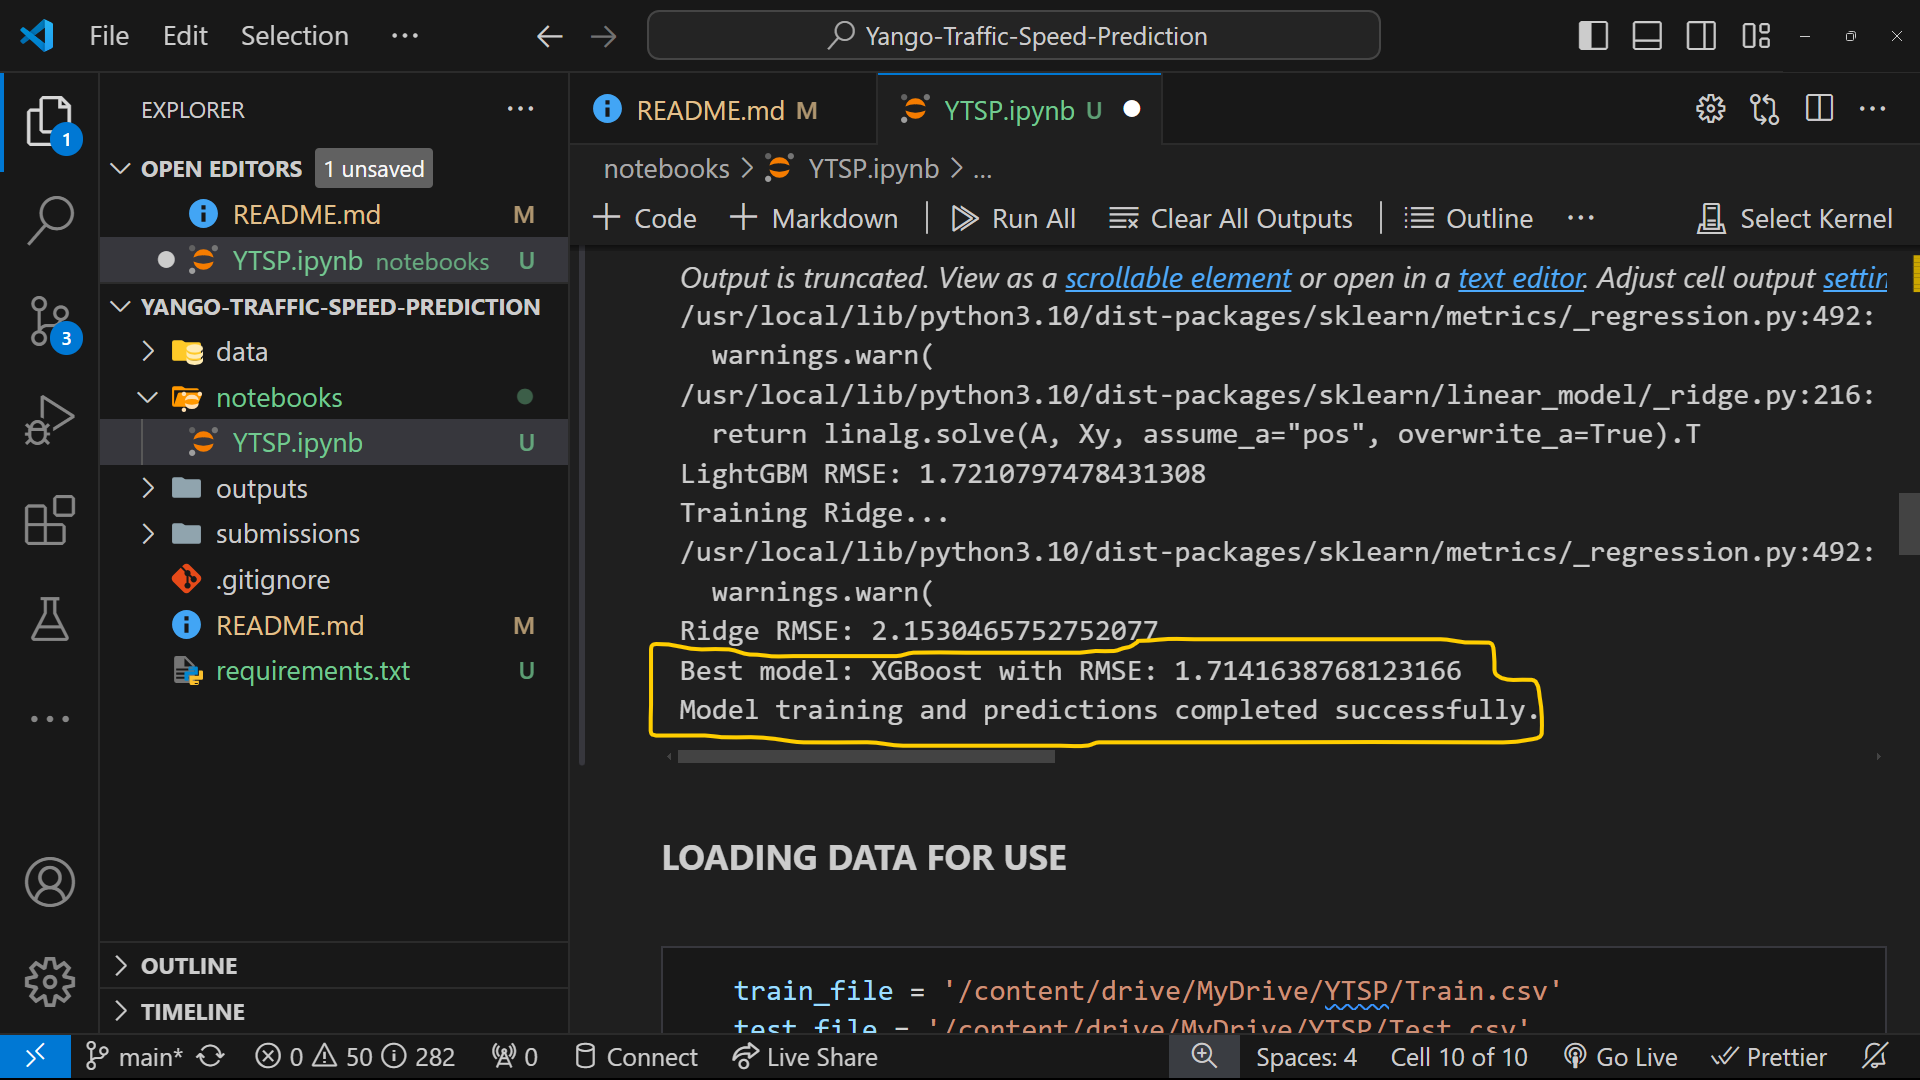 File Edit Selection ...
Yango-Traffic-Speed-Prediction
EXPLORER ...
1
OPEN EDITORS 1 unsaved
README.md M
YTSP.ipynb notebooks U
YANGO-TRAFFIC-SPEED-PREDICTION
3
data
notebooks
YTSP.ipynb U
outputs
submissions
.gitignore
README.md M
requirements.txt U
OUTLINE
TIMELINE
README.md M YTSP.ipynb U
notebooks > YTSP.ipynb > ...
+ Code + Markdown | Run All Clear All Outputs | Outline ... Select Kernel
Output is truncated. View as a scrollable element or open in a text editor. Adjust cell output settin
/usr/local/lib/python3.10/dist-packages/sklearn/metrics/_regression.py:492:
warnings.warn(
/usr/local/lib/python3.10/dist-packages/sklearn/linear_model/_ridge.py:216:
return linalg.solve(A, Xy, assume_a="pos", overwrite_a=True).T
LightGBM RMSE: 1.7210797478431308
Training Ridge...
/usr/local/lib/python3.10/dist-packages/sklearn/metrics/_regression.py:492:
warnings.warn(
Ridge RMSE: 2.1530465752752077
Best model: XGBoost with RMSE: 1.7141638768123166
Model training and predictions completed successfully.
LOADING DATA FOR USE
train_file = '/content/drive/MyDrive/YTSP/Train.csv'
test_file = '/content/drive/MyDrive/YTSP/Test.csv'
main* 0 50 282 0 Connect Live Share Spaces: 4 Cell 10 of 10 Go Live Prettier